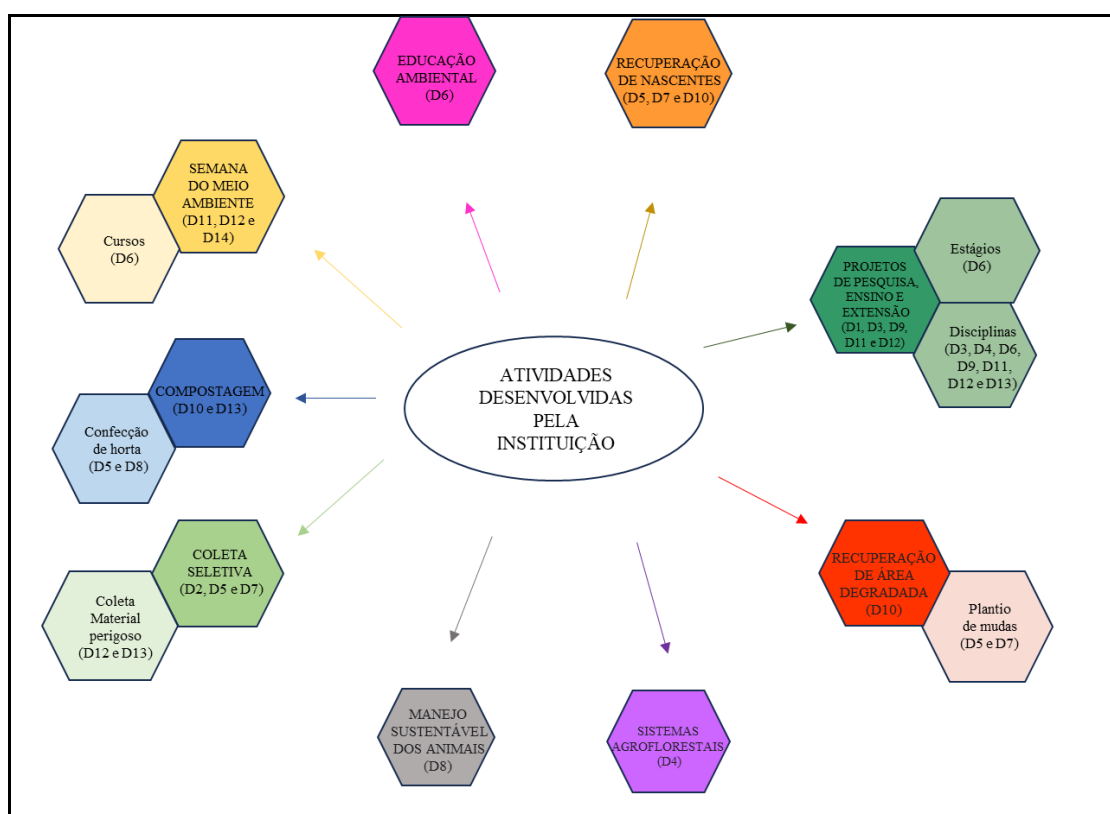 EDUCAÇÃO
AMBIENTAL
(D6)
RECUPERAÇÃO
DE NASCENTES
(D5, D7 e D10)
SEMANA
DO MEIO
AMBIENTE
(D11, D12 e
D14)
Cursos
(D6)
Estágios
(D6)
PROJETOS
DE PESQUISA,
ENSINO E
EXTENSÃO
(D1, D3, D9,
D11 e D12)
Disciplinas
(D3, D4, D6,
D9, D11,
D12 e D13)
ATIVIDADES
DESENVOLVIDAS
PELA
INSTITUIÇÃO
COMPOSTAGEM
(D10 e D13)
Confecção
de horta
(D5 e D8)
COLETA
SELETIVA
(D2, D5 e D7)
Coleta
Material
perigoso
(D12 e D13)
RECUPERAÇÃO
DE ÁREA
DEGRADADA
(D10)
Plantio
de mudas
(D5 e D7)
MANEJO
SUSTENTÁVEL
DOS ANIMAIS
(D8)
SISTEMAS
AGROFLORESTAIS
(D4)